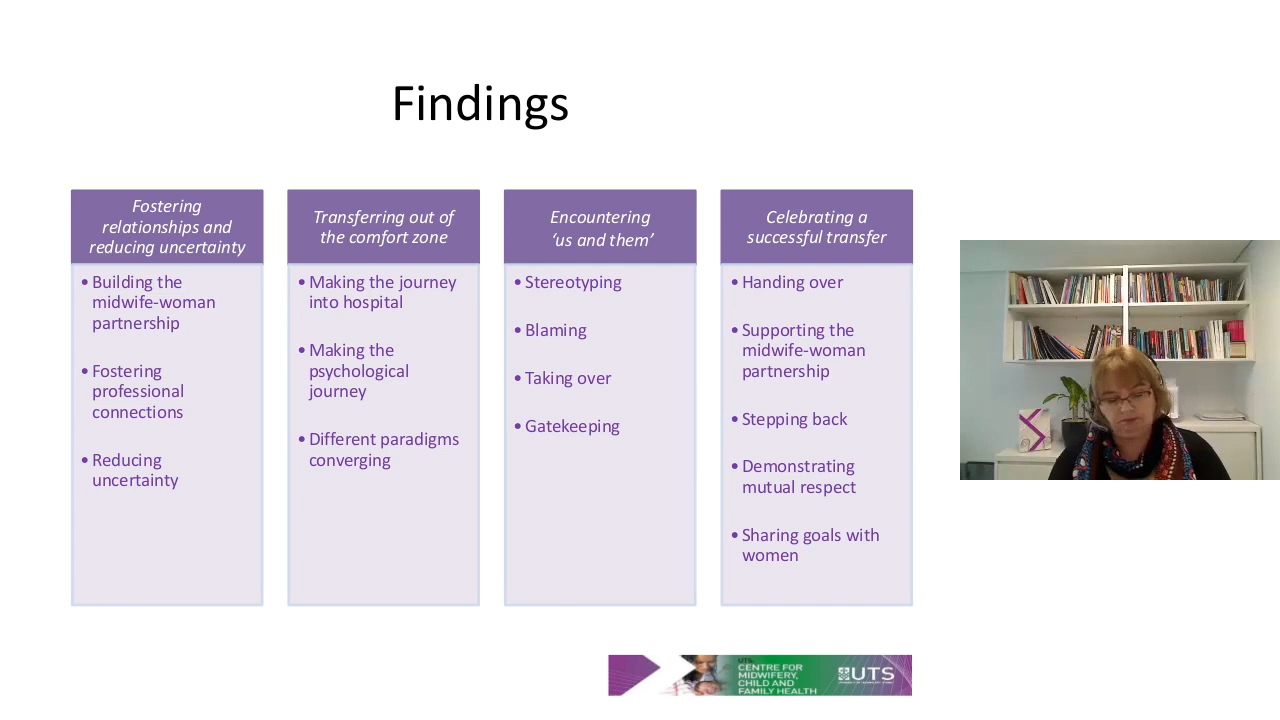 Findings
Fostering
relationships and
reducing uncertainty
• Building the
midwife-woman
partnership
• Fostering
professional
connections
• Reducing
uncertainty
Transferring out of
the comfort zone
• Making the journey
into hospital
• Making the
psychological
journey
• Different paradigms
converging
Encountering
‘us and them’
• Stereotyping
• Blaming
• Taking over
• Gatekeeping
Celebrating a
successful transfer
• Handing over
• Supporting the
midwife-woman
partnership
• Stepping back
• Demonstrating
mutual respect
• Sharing goals with
women
UTS:
CENTRE FOR
MIDWIFERY,
CHILD AND
FAMILY HEALTH
UTS